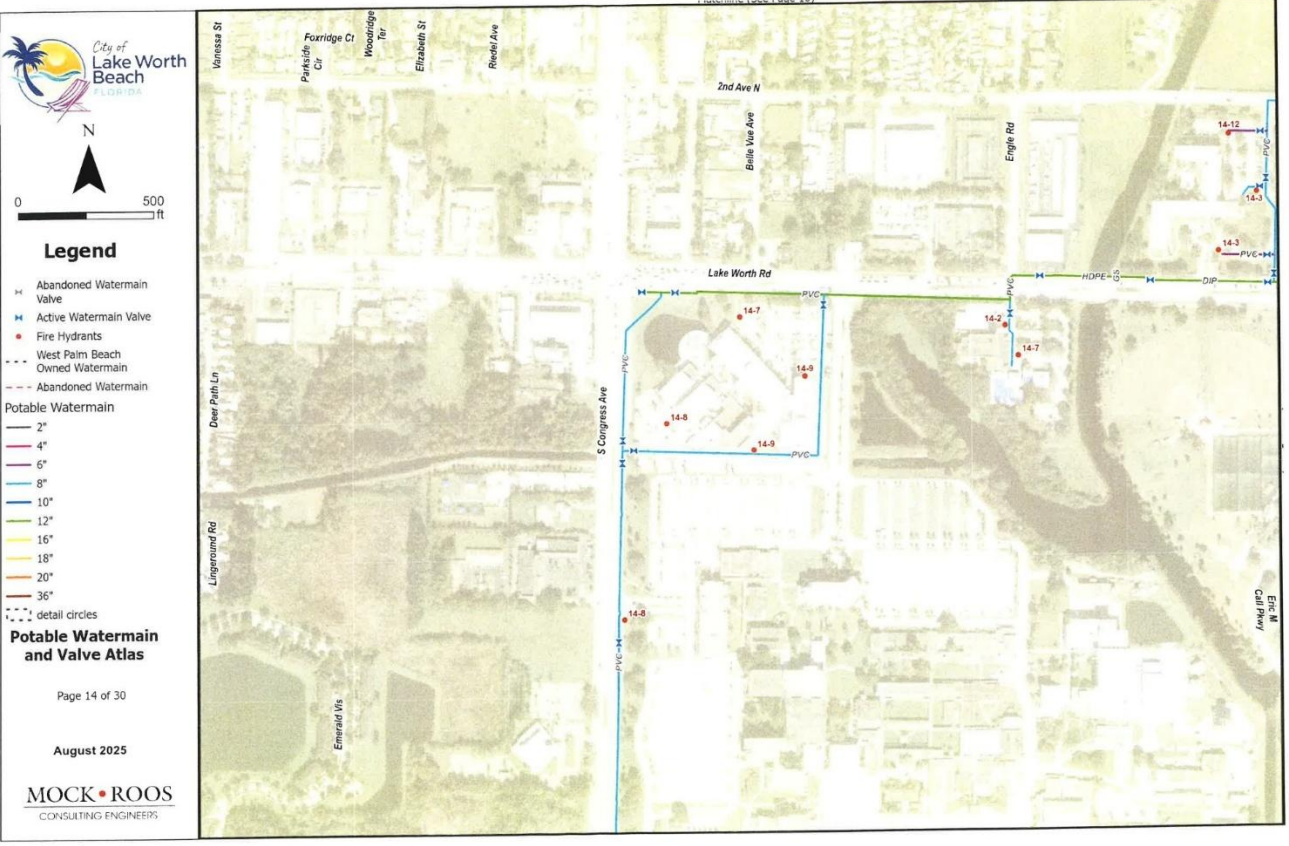 City of
Lake Worth
Beach
FLORIDA
N
0 500
ft
Legend
Abandoned Watermain
Valve
Active Watermain Valve
Fire Hydrants
West Palm Beach
Owned Watermain
Abandoned Watermain
Potable Watermain
2"
4"
6"
8"
10"
12"
16"
18"
20"
36"
detail circles
Potable Watermain
and Valve Atlas
Page 14 of 30
August 2025
MOCK•ROOS
CONSULTING ENGINEERS
Vanessa St
Foxridge Ct
Parkside
Cir
Woodridge
Ter
Elizabeth St
Riedel Ave
2nd Ave N
Belle Vue Ave
Engle Rd
14-12
PVC
14-3
14-3
PVC
Lake Worth Rd
PVC
PVC
HDPE
GS
DIP
14-7
14-2
14-7
PVC
14-9
Deer Path Ln
S Congress Ave
14-8
14-9
PVC
Lingeround Rd
14-8
PVC
Emerald Vis
Eric M
Call Pkwy